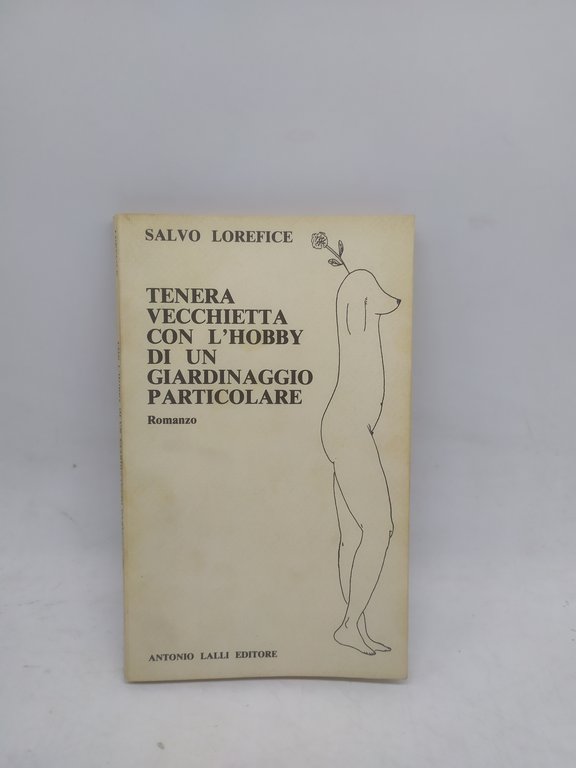 SALVO LOREFICE
TENERA
VECCHIETTA
CON L'HOBBY
DI UN
GIARDINAGGIO
PARTICOLARE
Romanzo
ANTONIO LALLI EDITORE